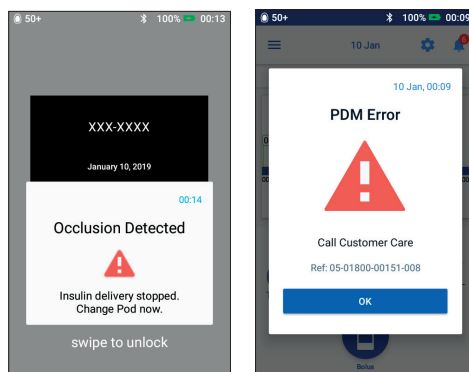 50+ 100% 00:13
XXX-XXXX
January 10, 2019
00:14
Occlusion Detected
Insulin delivery stopped.
Change Pod now.
swipe to unlock
50+ 100% 00:09
10 Jan
10 Jan, 00:09
PDM Error
Call Customer Care
Ref: 05-01800-00151-008
OK
Bolus